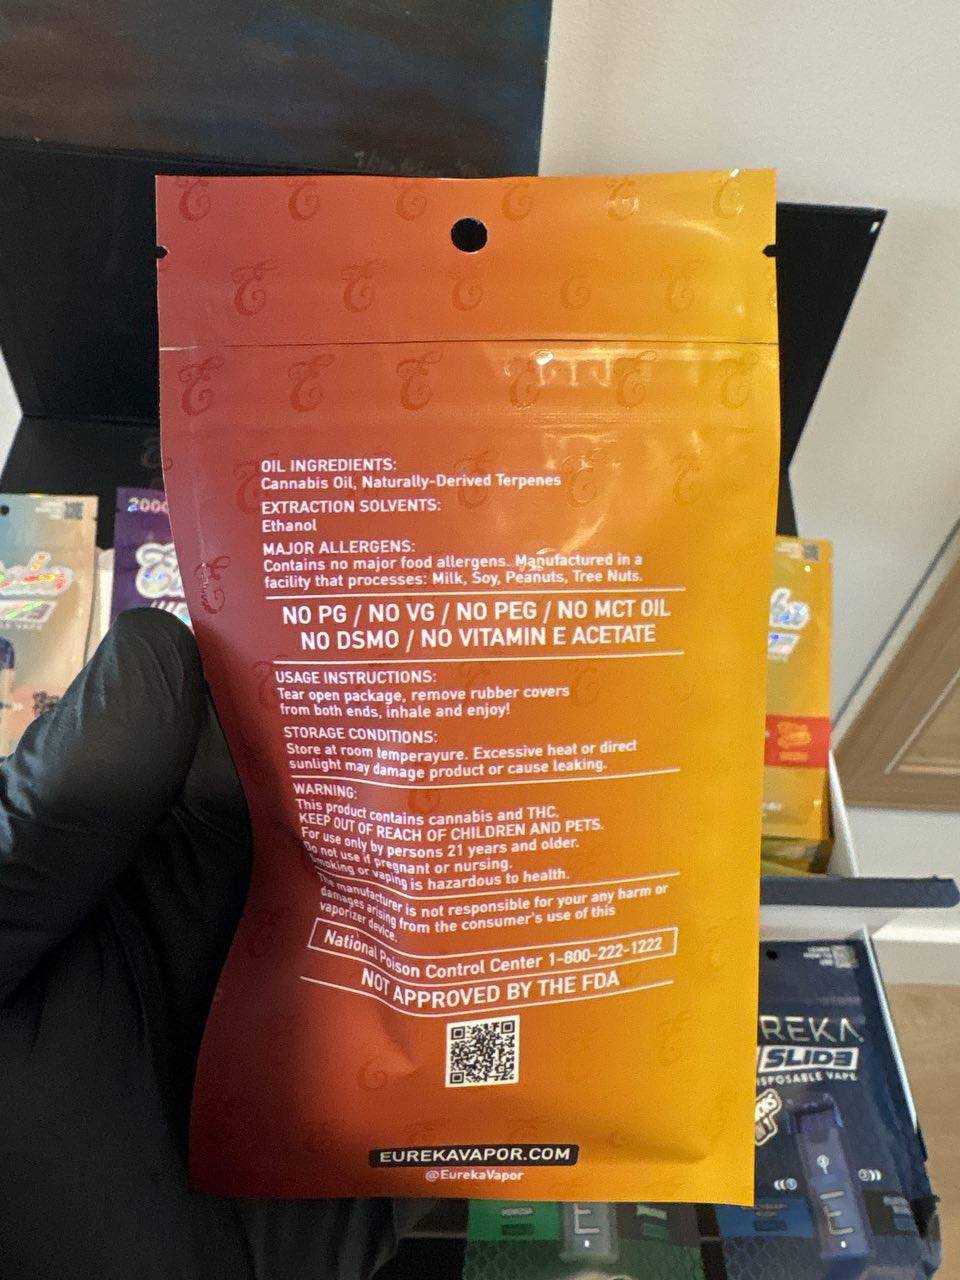 OIL INGREDIENTS:
Cannabis Oil, Naturally-Derived Terpenes
EXTRACTION SOLVENTS:
Ethanol
MAJOR ALLERGENS:
Contains no major food allergens. Manufactured in a
facility that processes: Milk, Soy, Peanuts, Tree Nuts.
NO PG / NO VG / NO PEG / NO MCT OIL
NO DSMO / NO VITAMIN E ACETATE
USAGE INSTRUCTIONS:
Tear open package, remove rubber covers
from both ends, inhale and enjoy!
STORAGE CONDITIONS:
Store at room temperayure. Excessive heat or direct
sunlight may damage product or cause leaking.
WARNING:
This product contains cannabis and THC.
KEEP OUT OF REACH OF CHILDREN AND PETS.
For use only by persons 21 years and older.
Do not use if pregnant or nursing.
Smoking or vaping is hazardous to health.
The manufacturer is not responsible for your any harm or
damages arising from the consumer's use of this
vaporizer device.
National Poison Control Center 1-800-222-1222
NOT APPROVED BY THE FDA
EUREKAVAPOR.COM
@EurekaVapor
REKA
SLIDE
ISPOSABLE VAPE